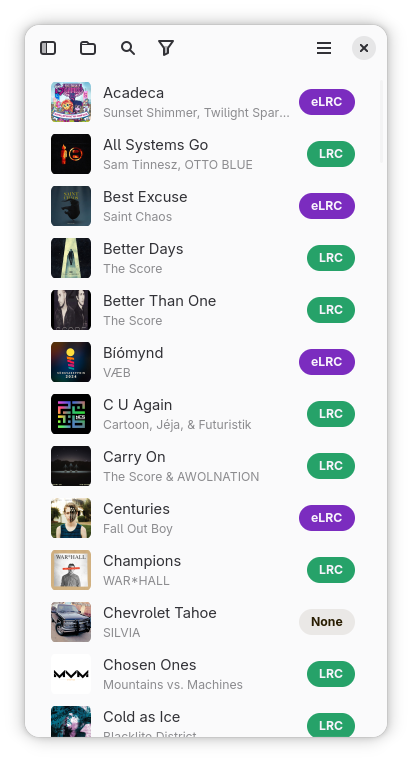 Acadeca
Sunset Shimmer, Twilight Spar...
eLRC
All Systems Go
Sam Tinnesz, OTTO BLUE
LRC
Best Excuse
Saint Chaos
eLRC
Better Days
The Score
LRC
Better Than One
The Score
LRC
Bíómynd
VÆB
eLRC
C U Again
Cartoon, Jéja, & Futuristik
LRC
Carry On
The Score & AWOLNATION
LRC
Centuries
Fall Out Boy
eLRC
WAR*HALL
Champions
WAR*HALL
LRC
Chevrolet Tahoe
SILVIA
None
Chosen Ones
Mountains vs. Machines
LRC
Cold as Ice
Blacklite District
LRC